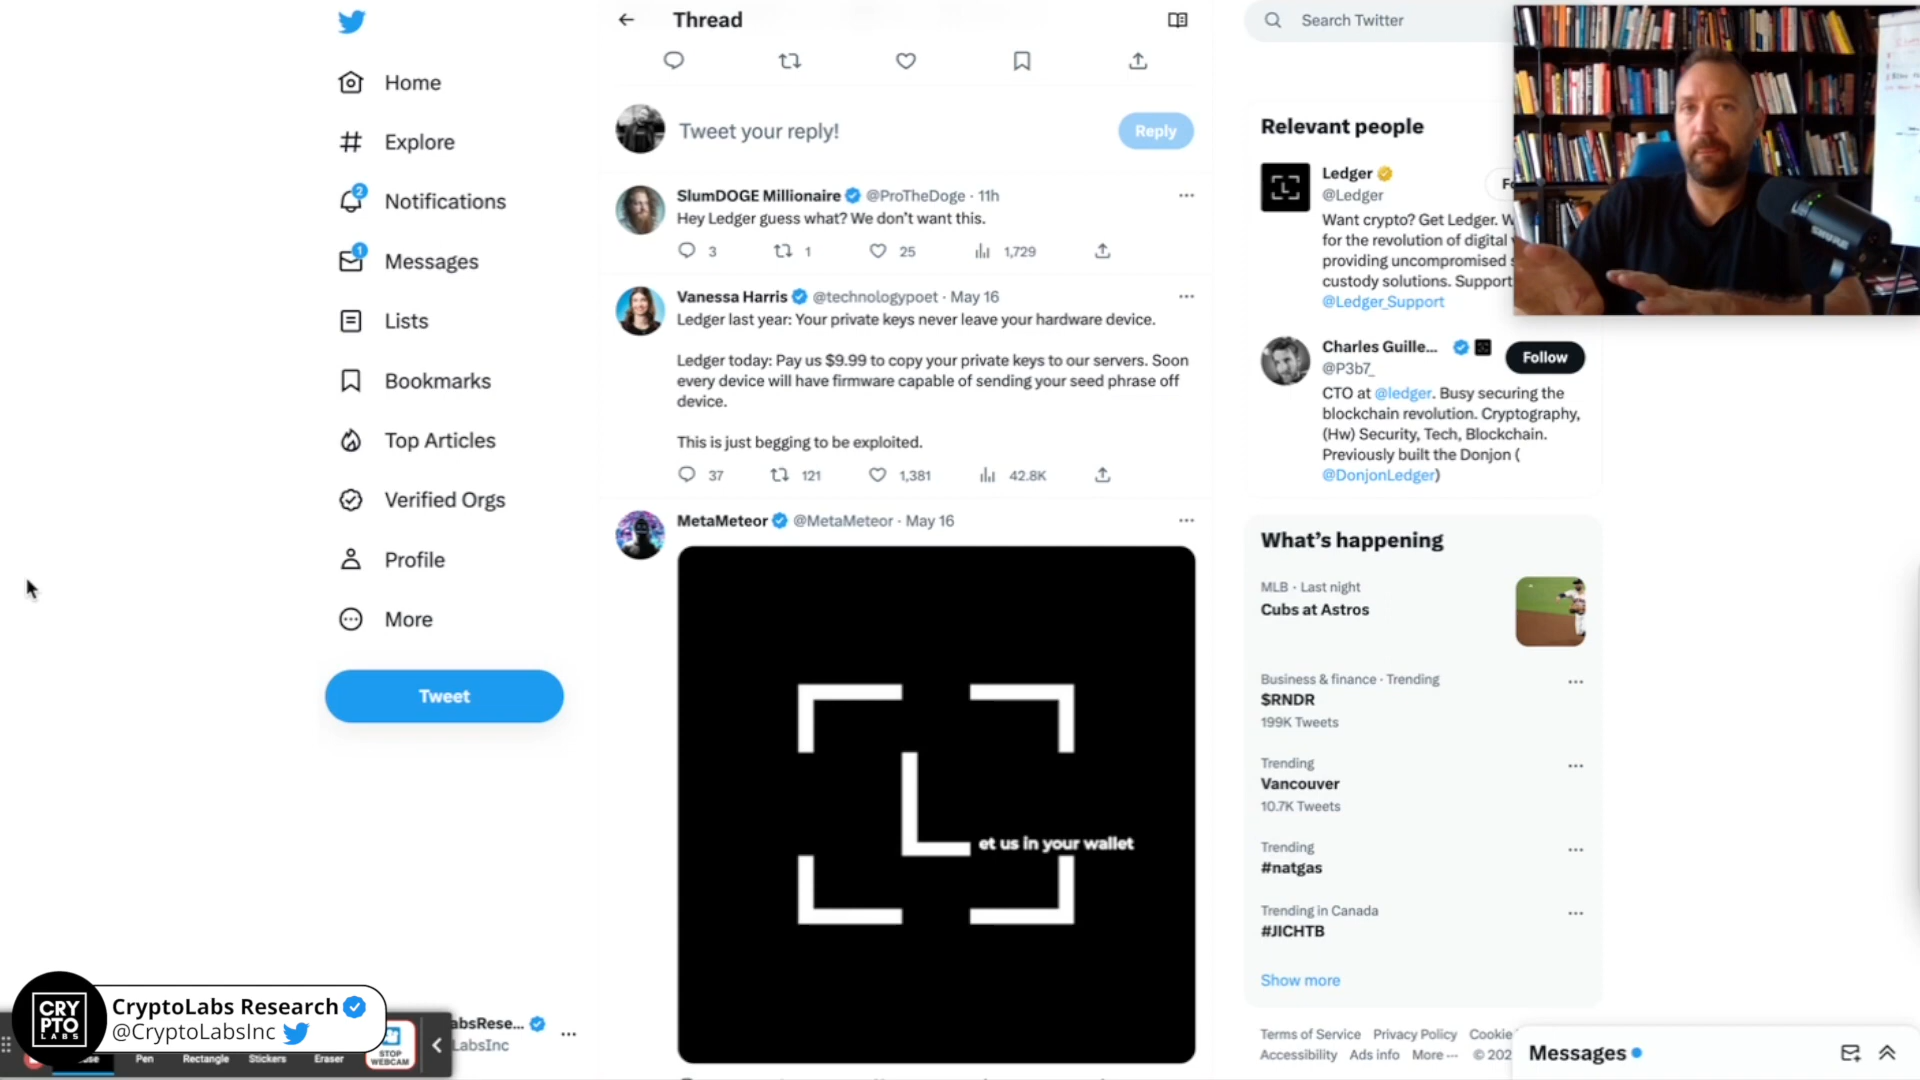 Home
Explore
2
Notifications
1
Messages
Lists
Bookmarks
Top Articles
Verified Orgs
Profile
More
Tweet
Thread
Tweet your reply!
Reply
SlumDOGE Millionaire @ProTheDoge · 11h
Hey Ledger guess what? We don't want this.
3 1 25 1,729
Vanessa Harris @technologypoet · May 16
Ledger last year: Your private keys never leave your hardware device.
Ledger today: Pay us $9.99 to copy your private keys to our servers. Soon
every device will have firmware capable of sending your seed phrase off
device.
This is just begging to be exploited.
37 121 1,381 42.8K
MetaMeteor @MetaMeteor · May 16
L
et us in your wallet
Search Twitter
Relevant people
Ledger
@Ledger
Want crypto? Get Ledger. W
for the revolution of digital
providing uncompromised s
custody solutions. Support
@Ledger_Support
Charles Guille...
@P3b7_
Follow
CTO at @ledger. Busy securing the
blockchain revolution. Cryptography,
(Hw) Security, Tech, Blockchain.
Previously built the Donjon (
@DonjonLedger)
What's happening
MLB · Last night
Cubs at Astros
Business & finance · Trending
$RNDR
199K Tweets
Trending
Vancouver
10.7K Tweets
Trending
#natgas
Trending in Canada
#JICHTB
Show more
Terms of Service Privacy Policy Cookie
Accessibility Ads info More ··· © 202
Messages
SHURE
CRY
PTO
LABS
CryptoLabs Research
@CryptoLabsInc
absRese...
LabsInc
Pen Rectangle Stickers Eraser
STOP
WEBCAM